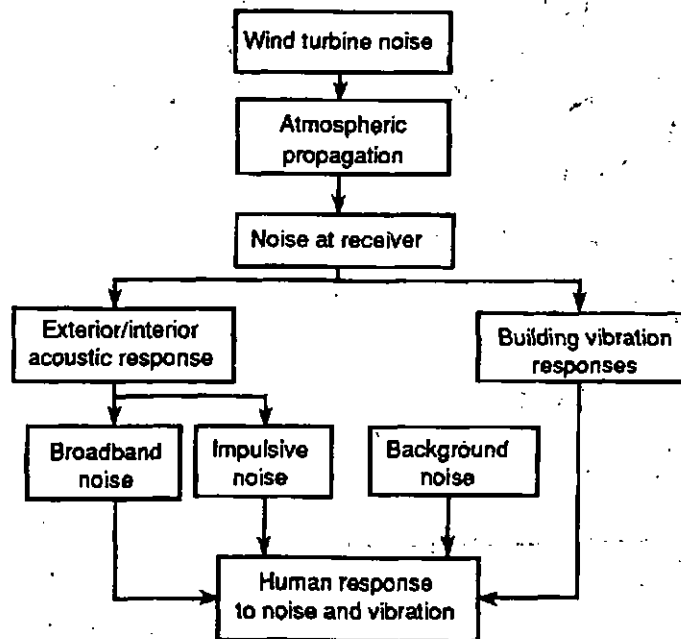 Wind turbine noise
Atmospheric
propagation
Noise at receiver
Exterior/interior
acoustic response
Building vibration
responses
Broadband
noise
Impulsive
noise
Background
noise
Human response
to noise and vibration